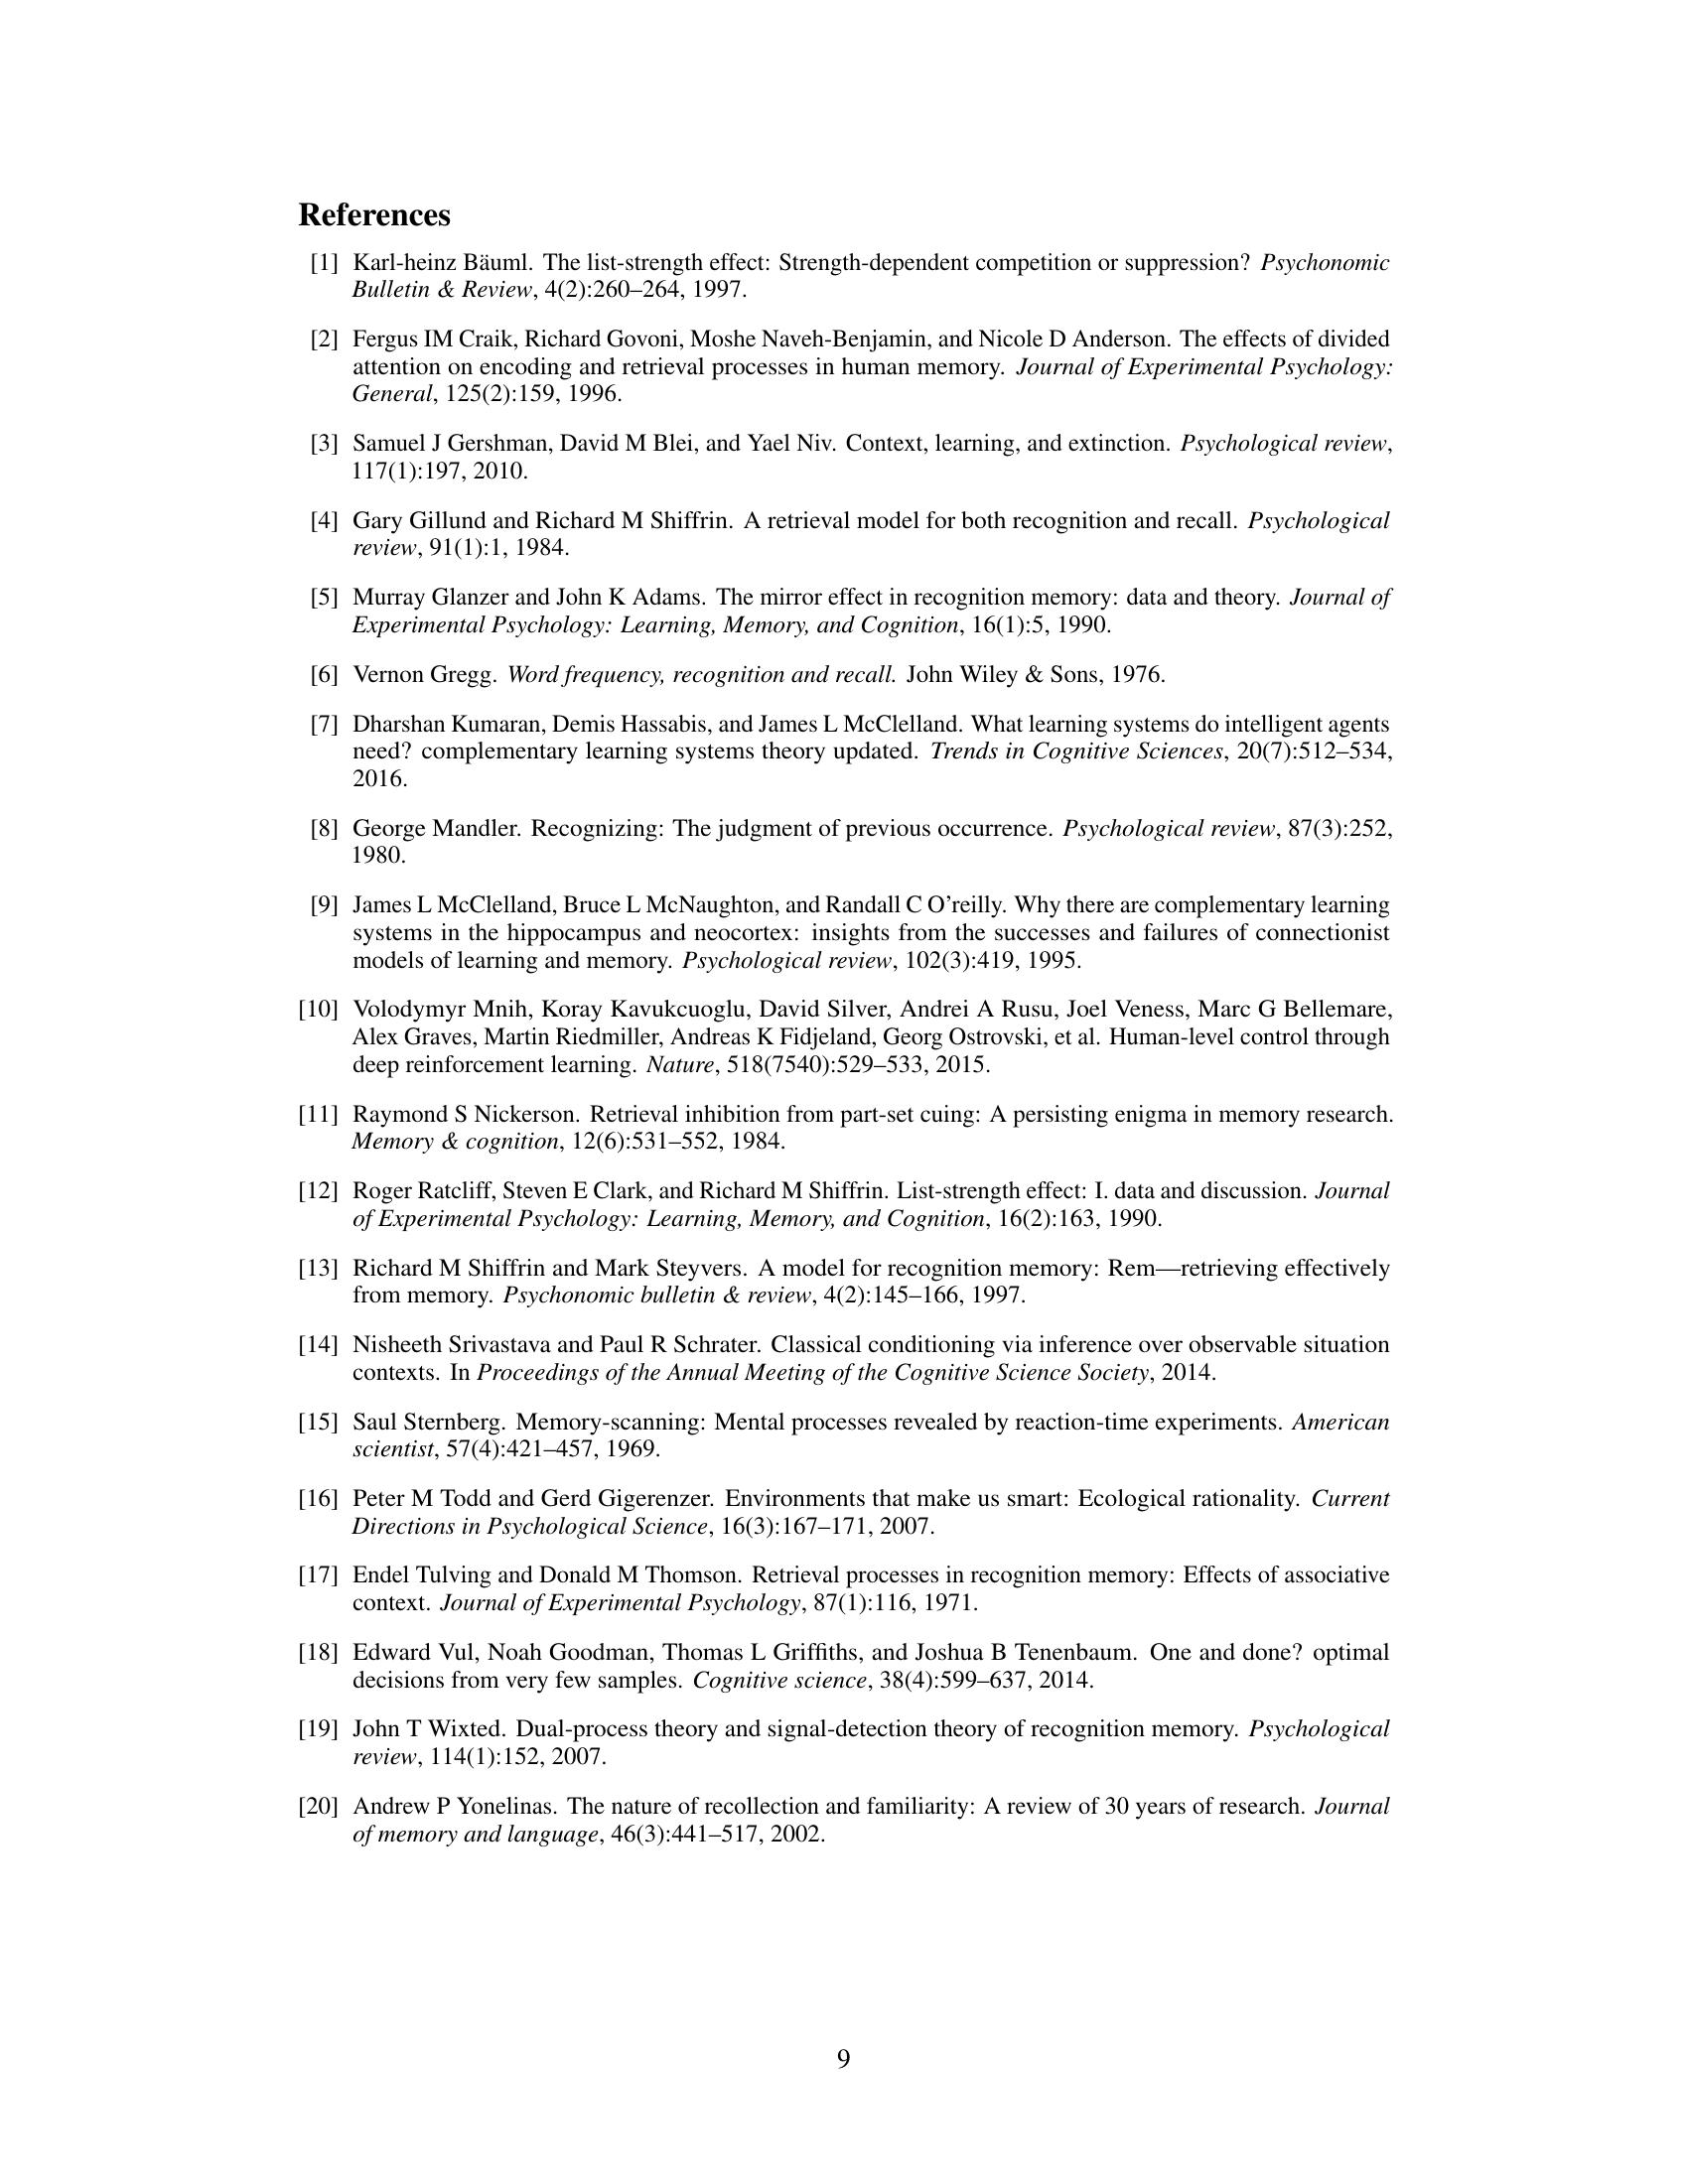 References
[1] Karl-heinz Bäuml. The list-strength effect: Strength-dependent competition or suppression? Psychonomic
Bulletin & Review, 4(2):260–264, 1997.
[2] Fergus IM Craik, Richard Govoni, Moshe Naveh-Benjamin, and Nicole D Anderson. The effects of divided
attention on encoding and retrieval processes in human memory. Journal of Experimental Psychology:
General, 125(2):159, 1996.
[3] Samuel J Gershman, David M Blei, and Yael Niv. Context, learning, and extinction. Psychological review,
117(1):197, 2010.
[4] Gary Gillund and Richard M Shiffrin. A retrieval model for both recognition and recall. Psychological
review, 91(1):1, 1984.
[5] Murray Glanzer and John K Adams. The mirror effect in recognition memory: data and theory. Journal of
Experimental Psychology: Learning, Memory, and Cognition, 16(1):5, 1990.
[6] Vernon Gregg. Word frequency, recognition and recall. John Wiley & Sons, 1976.
[7] Dharshan Kumaran, Demis Hassabis, and James L McClelland. What learning systems do intelligent agents
need? complementary learning systems theory updated. Trends in Cognitive Sciences, 20(7):512–534,
2016.
[8] George Mandler. Recognizing: The judgment of previous occurrence. Psychological review, 87(3):252,
1980.
[9] James L McClelland, Bruce L McNaughton, and Randall C O'reilly. Why there are complementary learning
systems in the hippocampus and neocortex: insights from the successes and failures of connectionist
models of learning and memory. Psychological review, 102(3):419, 1995.
[10] Volodymyr Mnih, Koray Kavukcuoglu, David Silver, Andrei A Rusu, Joel Veness, Marc G Bellemare,
Alex Graves, Martin Riedmiller, Andreas K Fidjeland, Georg Ostrovski, et al. Human-level control through
deep reinforcement learning. Nature, 518(7540):529–533, 2015.
[11] Raymond S Nickerson. Retrieval inhibition from part-set cuing: A persisting enigma in memory research.
Memory & cognition, 12(6):531–552, 1984.
[12] Roger Ratcliff, Steven E Clark, and Richard M Shiffrin. List-strength effect: I. data and discussion. Journal
of Experimental Psychology: Learning, Memory, and Cognition, 16(2):163, 1990.
[13] Richard M Shiffrin and Mark Steyvers. A model for recognition memory: Rem—retrieving effectively
from memory. Psychonomic bulletin & review, 4(2):145–166, 1997.
[14] Nisheeth Srivastava and Paul R Schrater. Classical conditioning via inference over observable situation
contexts. In Proceedings of the Annual Meeting of the Cognitive Science Society, 2014.
[15] Saul Sternberg. Memory-scanning: Mental processes revealed by reaction-time experiments. American
scientist, 57(4):421–457, 1969.
[16] Peter M Todd and Gerd Gigerenzer. Environments that make us smart: Ecological rationality. Current
Directions in Psychological Science, 16(3):167–171, 2007.
[17] Endel Tulving and Donald M Thomson. Retrieval processes in recognition memory: Effects of associative
context. Journal of Experimental Psychology, 87(1):116, 1971.
[18] Edward Vul, Noah Goodman, Thomas L Griffiths, and Joshua B Tenenbaum. One and done? optimal
decisions from very few samples. Cognitive science, 38(4):599–637, 2014.
[19] John T Wixted. Dual-process theory and signal-detection theory of recognition memory. Psychological
review, 114(1):152, 2007.
[20] Andrew P Yonelinas. The nature of recollection and familiarity: A review of 30 years of research. Journal
of memory and language, 46(3):441–517, 2002.
9